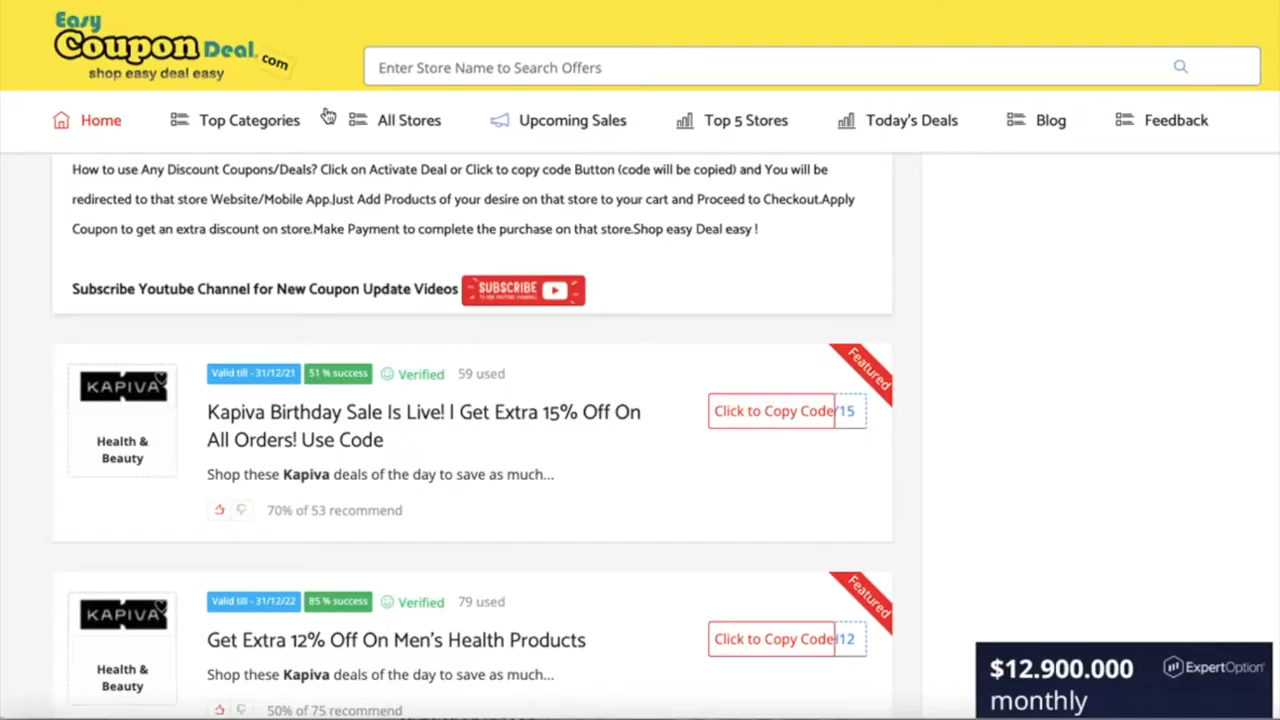 Easy
Coupon Deal.com
shop easy deal easy
Enter Store Name to Search Offers
Home
Top Categories
All Stores
Upcoming Sales
Top 5 Stores
Today's Deals
Blog
Feedback
How to use Any Discount Coupons/Deals? Click on Activate Deal or Click to copy code Button (code will be copied) and You will be
redirected to that store Website/Mobile App.Just Add Products of your desire on that store to your cart and Proceed to Checkout.Apply
Coupon to get an extra discount on store.Make Payment to complete the purchase on that store.Shop easy Deal easy !
Subscribe Youtube Channel for New Coupon Update Videos
SUBSCRIBE
KAPIVA
Health &
Beauty
Valid till - 31/12/21
51 % success
Verified
59 used
Kapiva Birthday Sale Is Live! | Get Extra 15% Off On
All Orders! Use Code
Shop these Kapiva deals of the day to save as much...
70% of 53 recommend
Click to Copy Code
15
Featured
KAPIVA
Health &
Beauty
Valid till - 31/12/22
85 % success
Verified
79 used
Get Extra 12% Off On Men's Health Products
Shop these Kapiva deals of the day to save as much...
50% of 75 recommend
Click to Copy Code
12
Featured
$12.900.000
monthly
ExpertOption